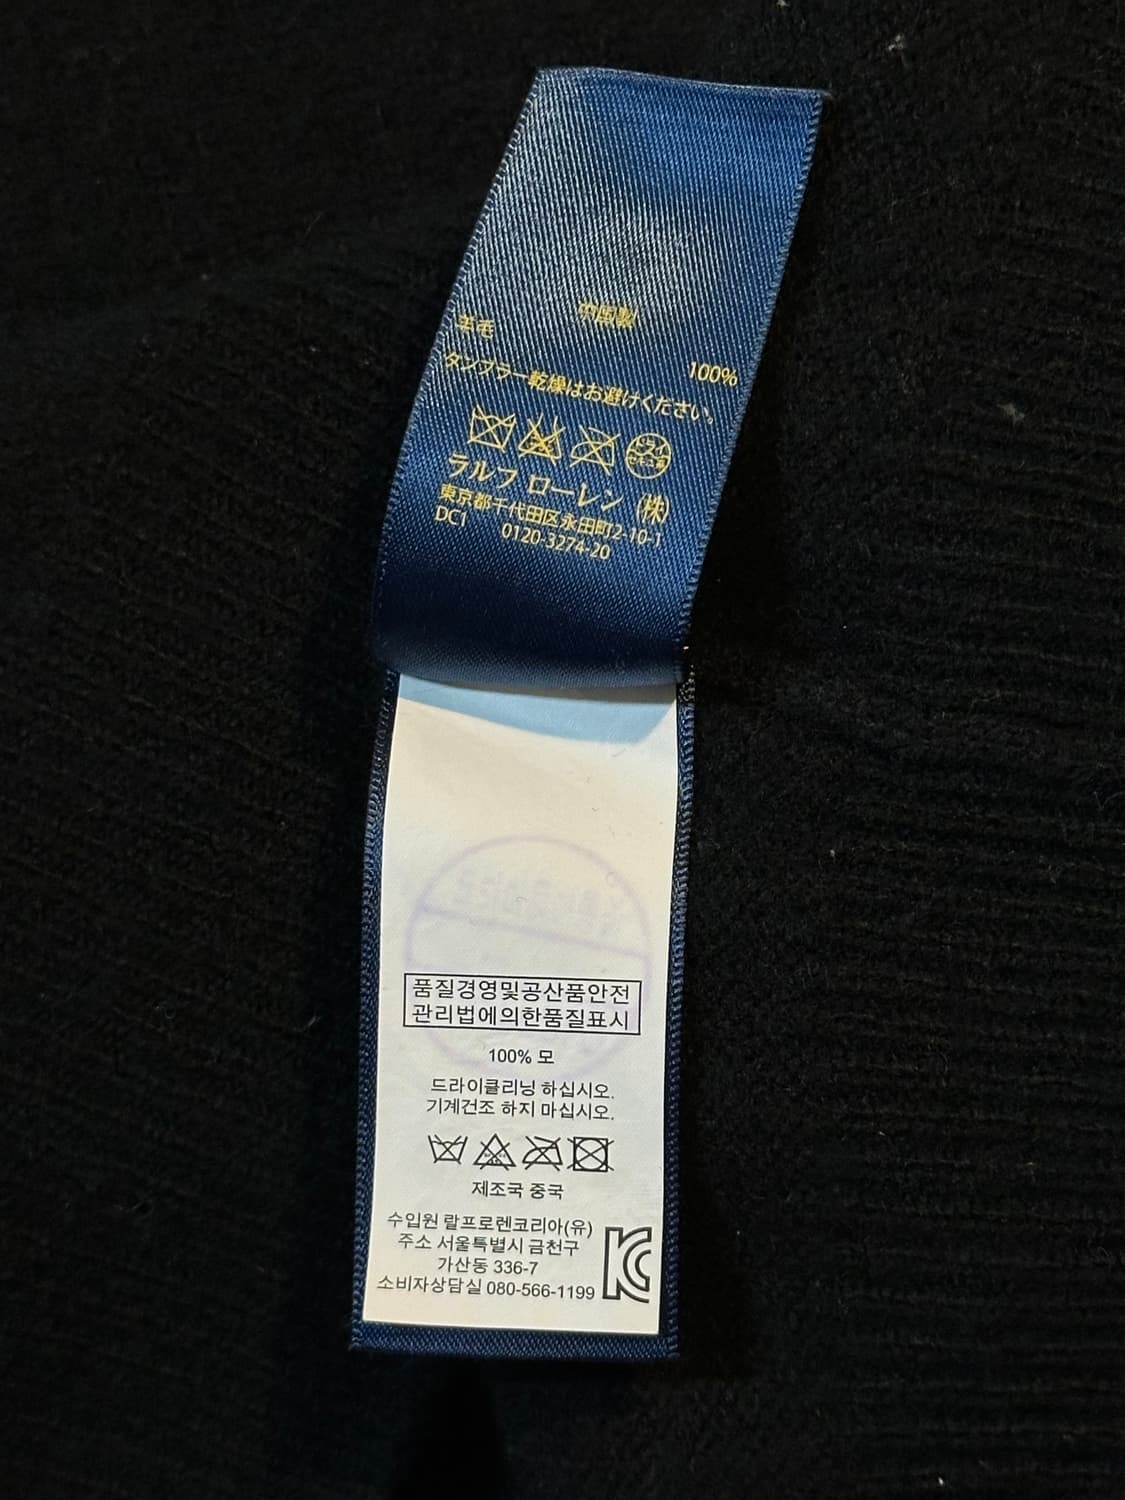 中国製
羊毛 100%
タンブラー乾燥はお避けください。
ドライ
ラルフ ローレン (株)
東京都千代田区永田町2-10-1
DC1 0120-3274-20
품질경영및공산품안전
관리법에의한품질표시
100% 모
드라이클리닝 하십시오.
기계건조 하지 마십시오.
제조국 중국
수입원 랄프로렌코리아(유)
주소 서울특별시 금천구
가산동 336-7
소비자상담실 080-566-1199